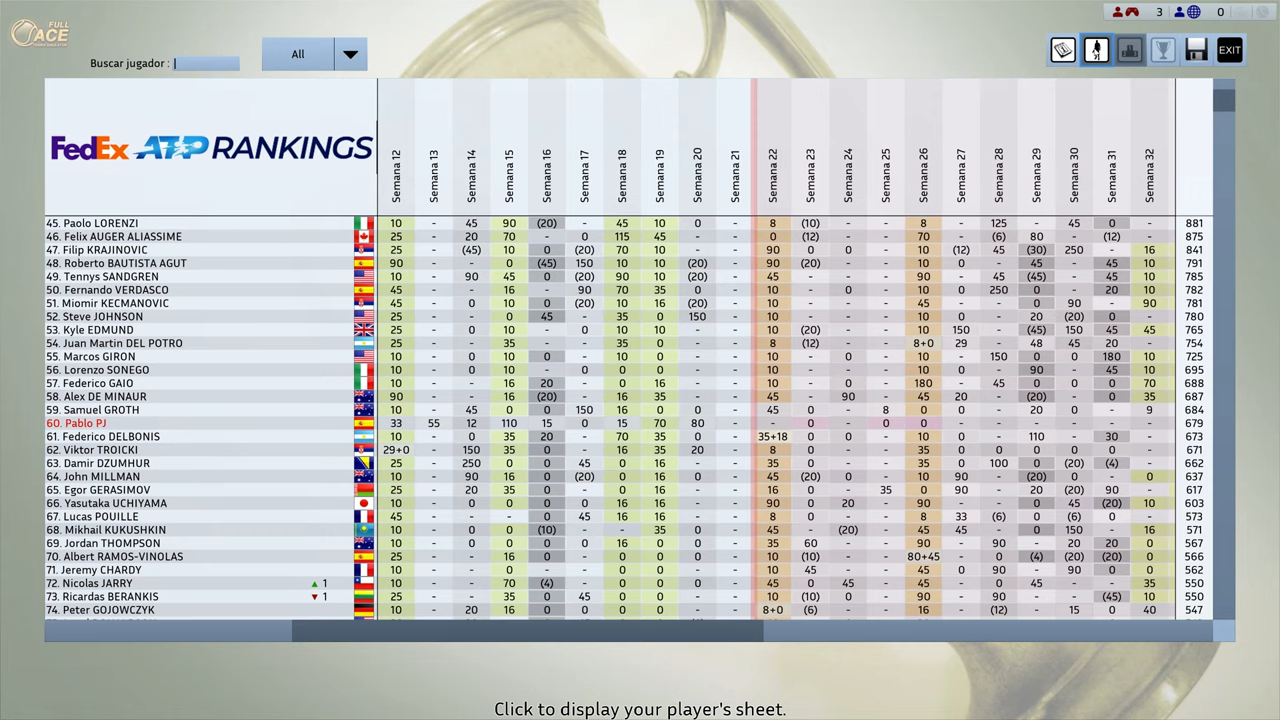 FULL
ACE
3 0
Buscar jugador : All EXIT
FedEx ATP RANKINGS Semana 12 Semana 13 Semana 14 Semana 15 Semana 16 Semana 17 Semana 18 Semana 19 Semana 20 Semana 21 Semana 22 Semana 23 Semana 24 Semana 25 Semana 26 Semana 27 Semana 28 Semana 29 Semana 30 Semana 31 Semana 32
45. Paolo LORENZI 10 - 45 90 (20) - 45 10 0 - 8 (10) - - 8 - 125 - 45 0 - 881
46. Felix AUGER ALIASSIME 25 - 20 70 - 0 115 45 - - 0 (12) - - 70 - (6) 80 - (12) - 875
47. Filip KRAJINOVIC 25 - (45) 10 0 (20) 70 10 0 - 90 0 0 - 10 (12) 45 (30) 250 - 16 841
48. Roberto BAUTISTA AGUT 90 - 0 0 (45) 150 10 10 (20) - 90 (20) - - 10 0 - 45 - 45 10 791
49. Tennys SANDGREN 10 - 90 45 0 (20) 90 10 (20) - 45 - - - 90 - 45 (45) - 45 10 785
50. Fernando VERDASCO 45 - - 16 - 90 70 35 0 - 10 0 0 - 10 0 250 0 - 20 10 782
51. Miomir KECMANOVIC 45 - 0 10 0 (20) 10 16 (20) - 10 - - - 45 - - 0 90 - 90 781
52. Steve JOHNSON 25 - - 0 45 - 35 0 150 - 10 - - - 10 - - 20 (20) 0 - 780
53. Kyle EDMUND 25 - 0 10 - 0 10 10 - - 10 (20) - - 10 150 - (45) 150 45 45 765
54. Juan Martin DEL POTRO 25 - - 35 - - 35 0 - - 8 (12) - - 8+0 29 - 48 45 20 - 754
55. Marcos GIRON 10 - 0 10 0 - 10 0 - - 10 - 0 - 10 - 150 - 0 180 10 725
56. Lorenzo SONEGO 10 - 0 10 - 0 0 0 - - 10 0 - - 10 0 - 90 - 45 10 695
57. Federico GAIO 10 - - 16 20 - 0 16 - - 10 - 0 - 180 - 45 0 0 0 70 688
58. Alex DE MINAUR 90 - - 16 (20) - 16 35 - - 45 - 90 - 45 20 - (20) - 0 35 687
59. Samuel GROTH 10 - 45 0 0 150 16 0 0 - 45 0 - 8 0 - 0 20 - 0 9 684
60. Pablo PJ 33 55 12 110 15 0 15 70 80 - - 0 - 0 0 - - - - - - 679
61. Federico DELBONIS 10 - 0 35 20 - 70 35 0 - 35+18 0 0 - 10 - 0 110 - 30 - 673
62. Viktor TROICKI 29+0 - 150 35 0 - 0 35 20 - 8 0 - - 35 - 0 0 0 0 - 671
63. Damir DZUMHUR 25 - 250 0 0 45 0 16 - - 35 0 - - 35 0 100 0 (20) (4) - 662
64. John MILLMAN 10 - 90 16 0 (20) 0 16 - - 45 (20) 0 - 10 90 - (20) - 0 0 637
65. Egor GERASIMOV 25 - 20 35 0 - 0 16 - - 16 0 - 35 0 90 - 20 (20) 90 - 617
66. Yasutaka UCHIYAMA 10 - 0 0 0 - 16 0 - - 90 0 20 - 90 - - 0 45 (20) 10 603
67. Lucas POUILLE 45 - - 0 - 45 16 16 - - 8 0 - - 8 33 (6) 0 (6) 0 - 573
68. Mikhail KUKUSHKIN 10 - 0 0 (10) - - 35 0 - 10 - (20) - 45 45 - 0 150 - 16 571
69. Jordan THOMPSON 10 - - 0 0 - 18 0 0 - 35 60 - - 90 - 90 - 20 20 0 567
70. Albert RAMOS-VINOLAS 25 - - 16 0 - 0 0 - - 10 (10) - - 80+45 - 0 (4) (20) (20) 0 566
71. Jeremy CHARDY 10 - - 0 - - 0 0 - - 10 45 - - 45 0 90 - 90 0 0 562
72. Nicolas JARRY 1 10 - - 70 (4) - 0 0 0 - 45 0 45 - 10 45 0 45 - - 35 550
73. Ricardas BERANKIS 1 10 - - 35 0 45 0 0 - - 10 (10) 0 - 90 - 90 - - (45) 10 550
74. Peter GOJOWCZYK 10 - 20 16 0 - 0 0 - - 8+0 (6) - - 16 - (12) - 15 0 40 547
Click to display your player's sheet.